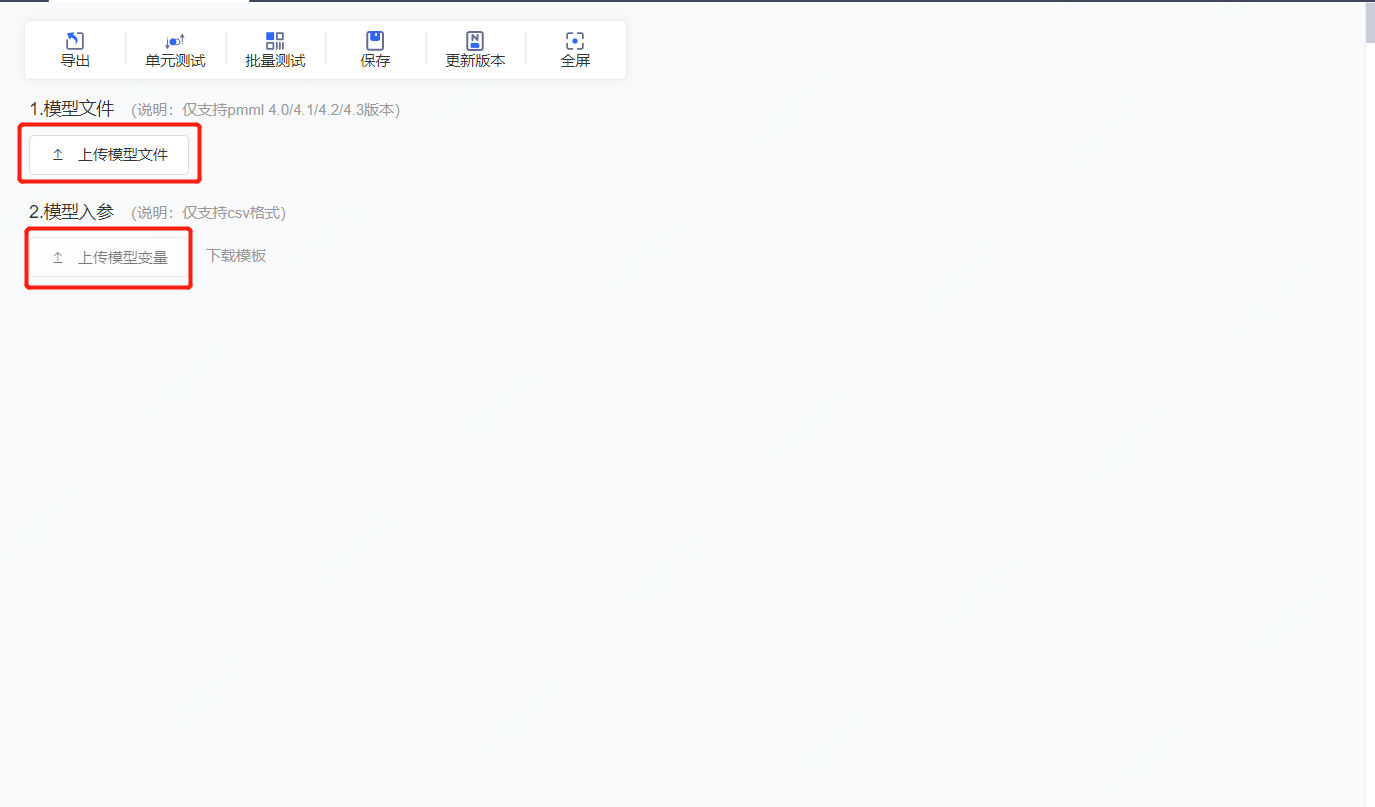 导出 单元测试 批量测试 保存 更新版本 全屏
1.模型文件 (说明：仅支持pmml 4.0/4.1/4.2/4.3版本)
上传模型文件
2.模型入参 (说明：仅支持csv格式)
上传模型变量 下载模板